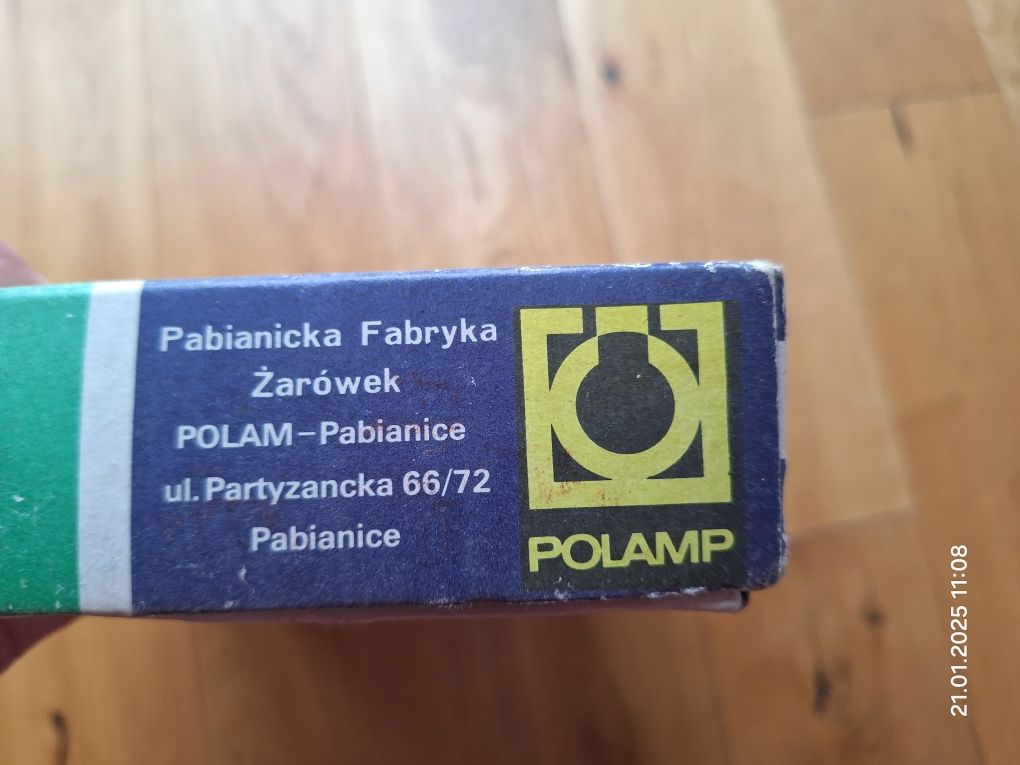 Pabianicka Fabryka
Żarówek
POLAM-Pabianice
ul. Partyzancka 66/72
Pabianice
POLAMP
21.01.2025 11:08